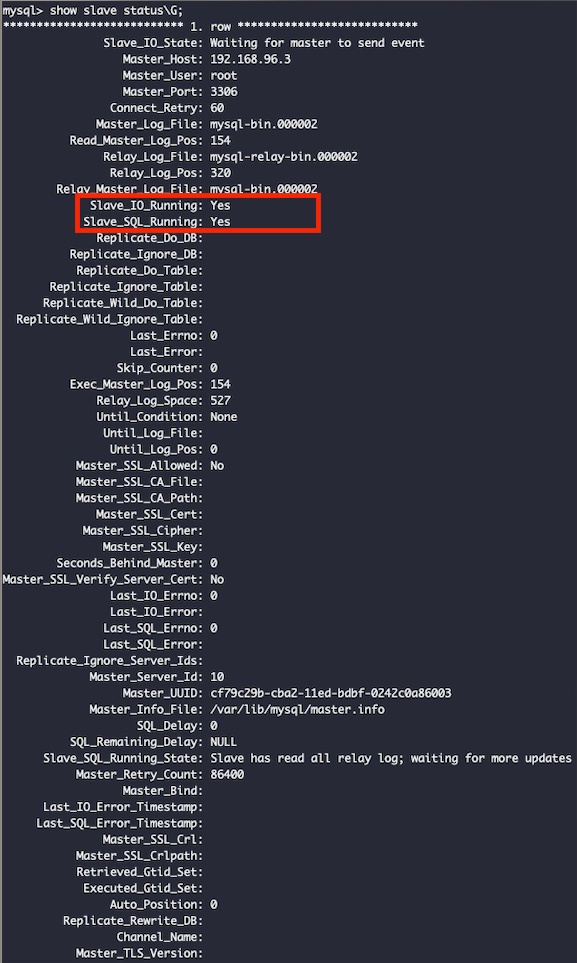 mysql> show slave status\G;
*************************** 1. row ***************************
Slave_IO_State: Waiting for master to send event
Master_Host: 192.168.96.3
Master_User: root
Master_Port: 3306
Connect_Retry: 60
Master_Log_File: mysql-bin.000002
Read_Master_Log_Pos: 154
Relay_Log_File: mysql-relay-bin.000002
Relay_Log_Pos: 320
Relay_Master_Log_File: mysql-bin.000002
Slave_IO_Running: Yes
Slave_SQL_Running: Yes
Replicate_Do_DB:
Replicate_Ignore_DB:
Replicate_Do_Table:
Replicate_Ignore_Table:
Replicate_Wild_Do_Table:
Replicate_Wild_Ignore_Table:
Last_Errno: 0
Last_Error:
Skip_Counter: 0
Exec_Master_Log_Pos: 154
Relay_Log_Space: 527
Until_Condition: None
Until_Log_File:
Until_Log_Pos: 0
Master_SSL_Allowed: No
Master_SSL_CA_File:
Master_SSL_CA_Path:
Master_SSL_Cert:
Master_SSL_Cipher:
Master_SSL_Key:
Seconds_Behind_Master: 0
Master_SSL_Verify_Server_Cert: No
Last_IO_Errno: 0
Last_IO_Error:
Last_SQL_Errno: 0
Last_SQL_Error:
Replicate_Ignore_Server_Ids:
Master_Server_Id: 10
Master_UUID: cf79c29b-cba2-11ed-bdbf-0242c0a86003
Master_Info_File: /var/lib/mysql/master.info
SQL_Delay: 0
SQL_Remaining_Delay: NULL
Slave_SQL_Running_State: Slave has read all relay log; waiting for more updates
Master_Retry_Count: 86400
Master_Bind:
Last_IO_Error_Timestamp:
Last_SQL_Error_Timestamp:
Master_SSL_Crl:
Master_SSL_Crlpath:
Retrieved_Gtid_Set:
Executed_Gtid_Set:
Auto_Position: 0
Replicate_Rewrite_DB:
Channel_Name:
Master_TLS_Version: